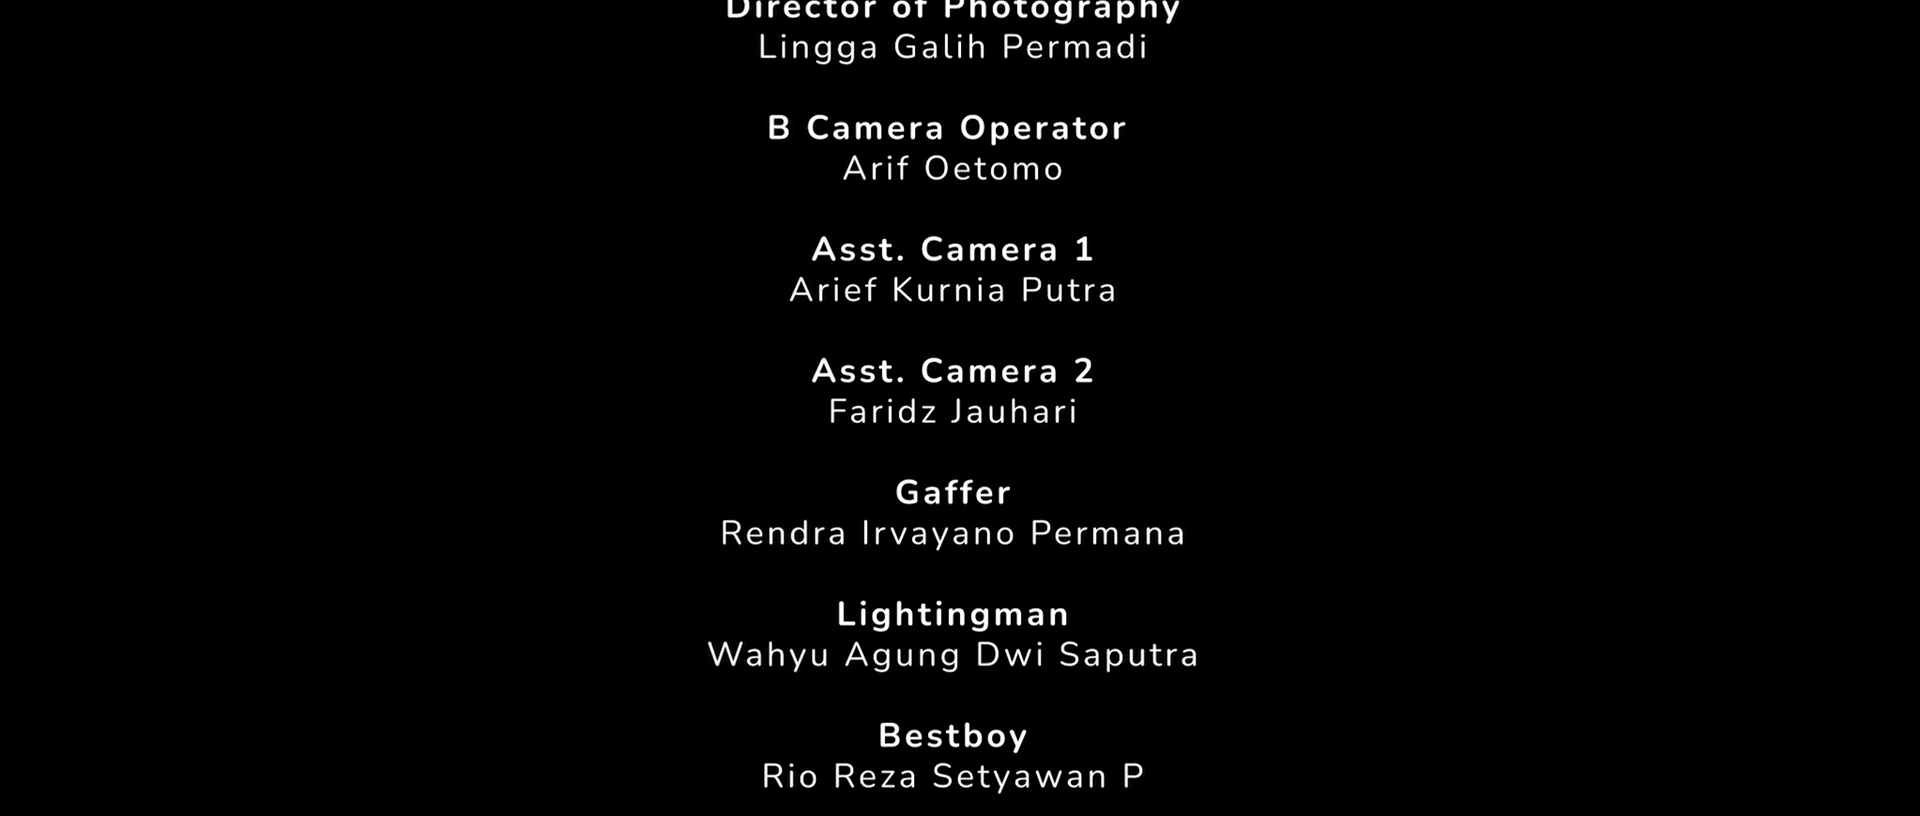 Director of Photography
Lingga Galih Permadi
B Camera Operator
Arif Oetomo
Asst. Camera 1
Arief Kurnia Putra
Asst. Camera 2
Faridz Jauhari
Gaffer
Rendra Irvayano Permana
Lightingman
Wahyu Agung Dwi Saputra
Bestboy
Rio Reza Setyawan P